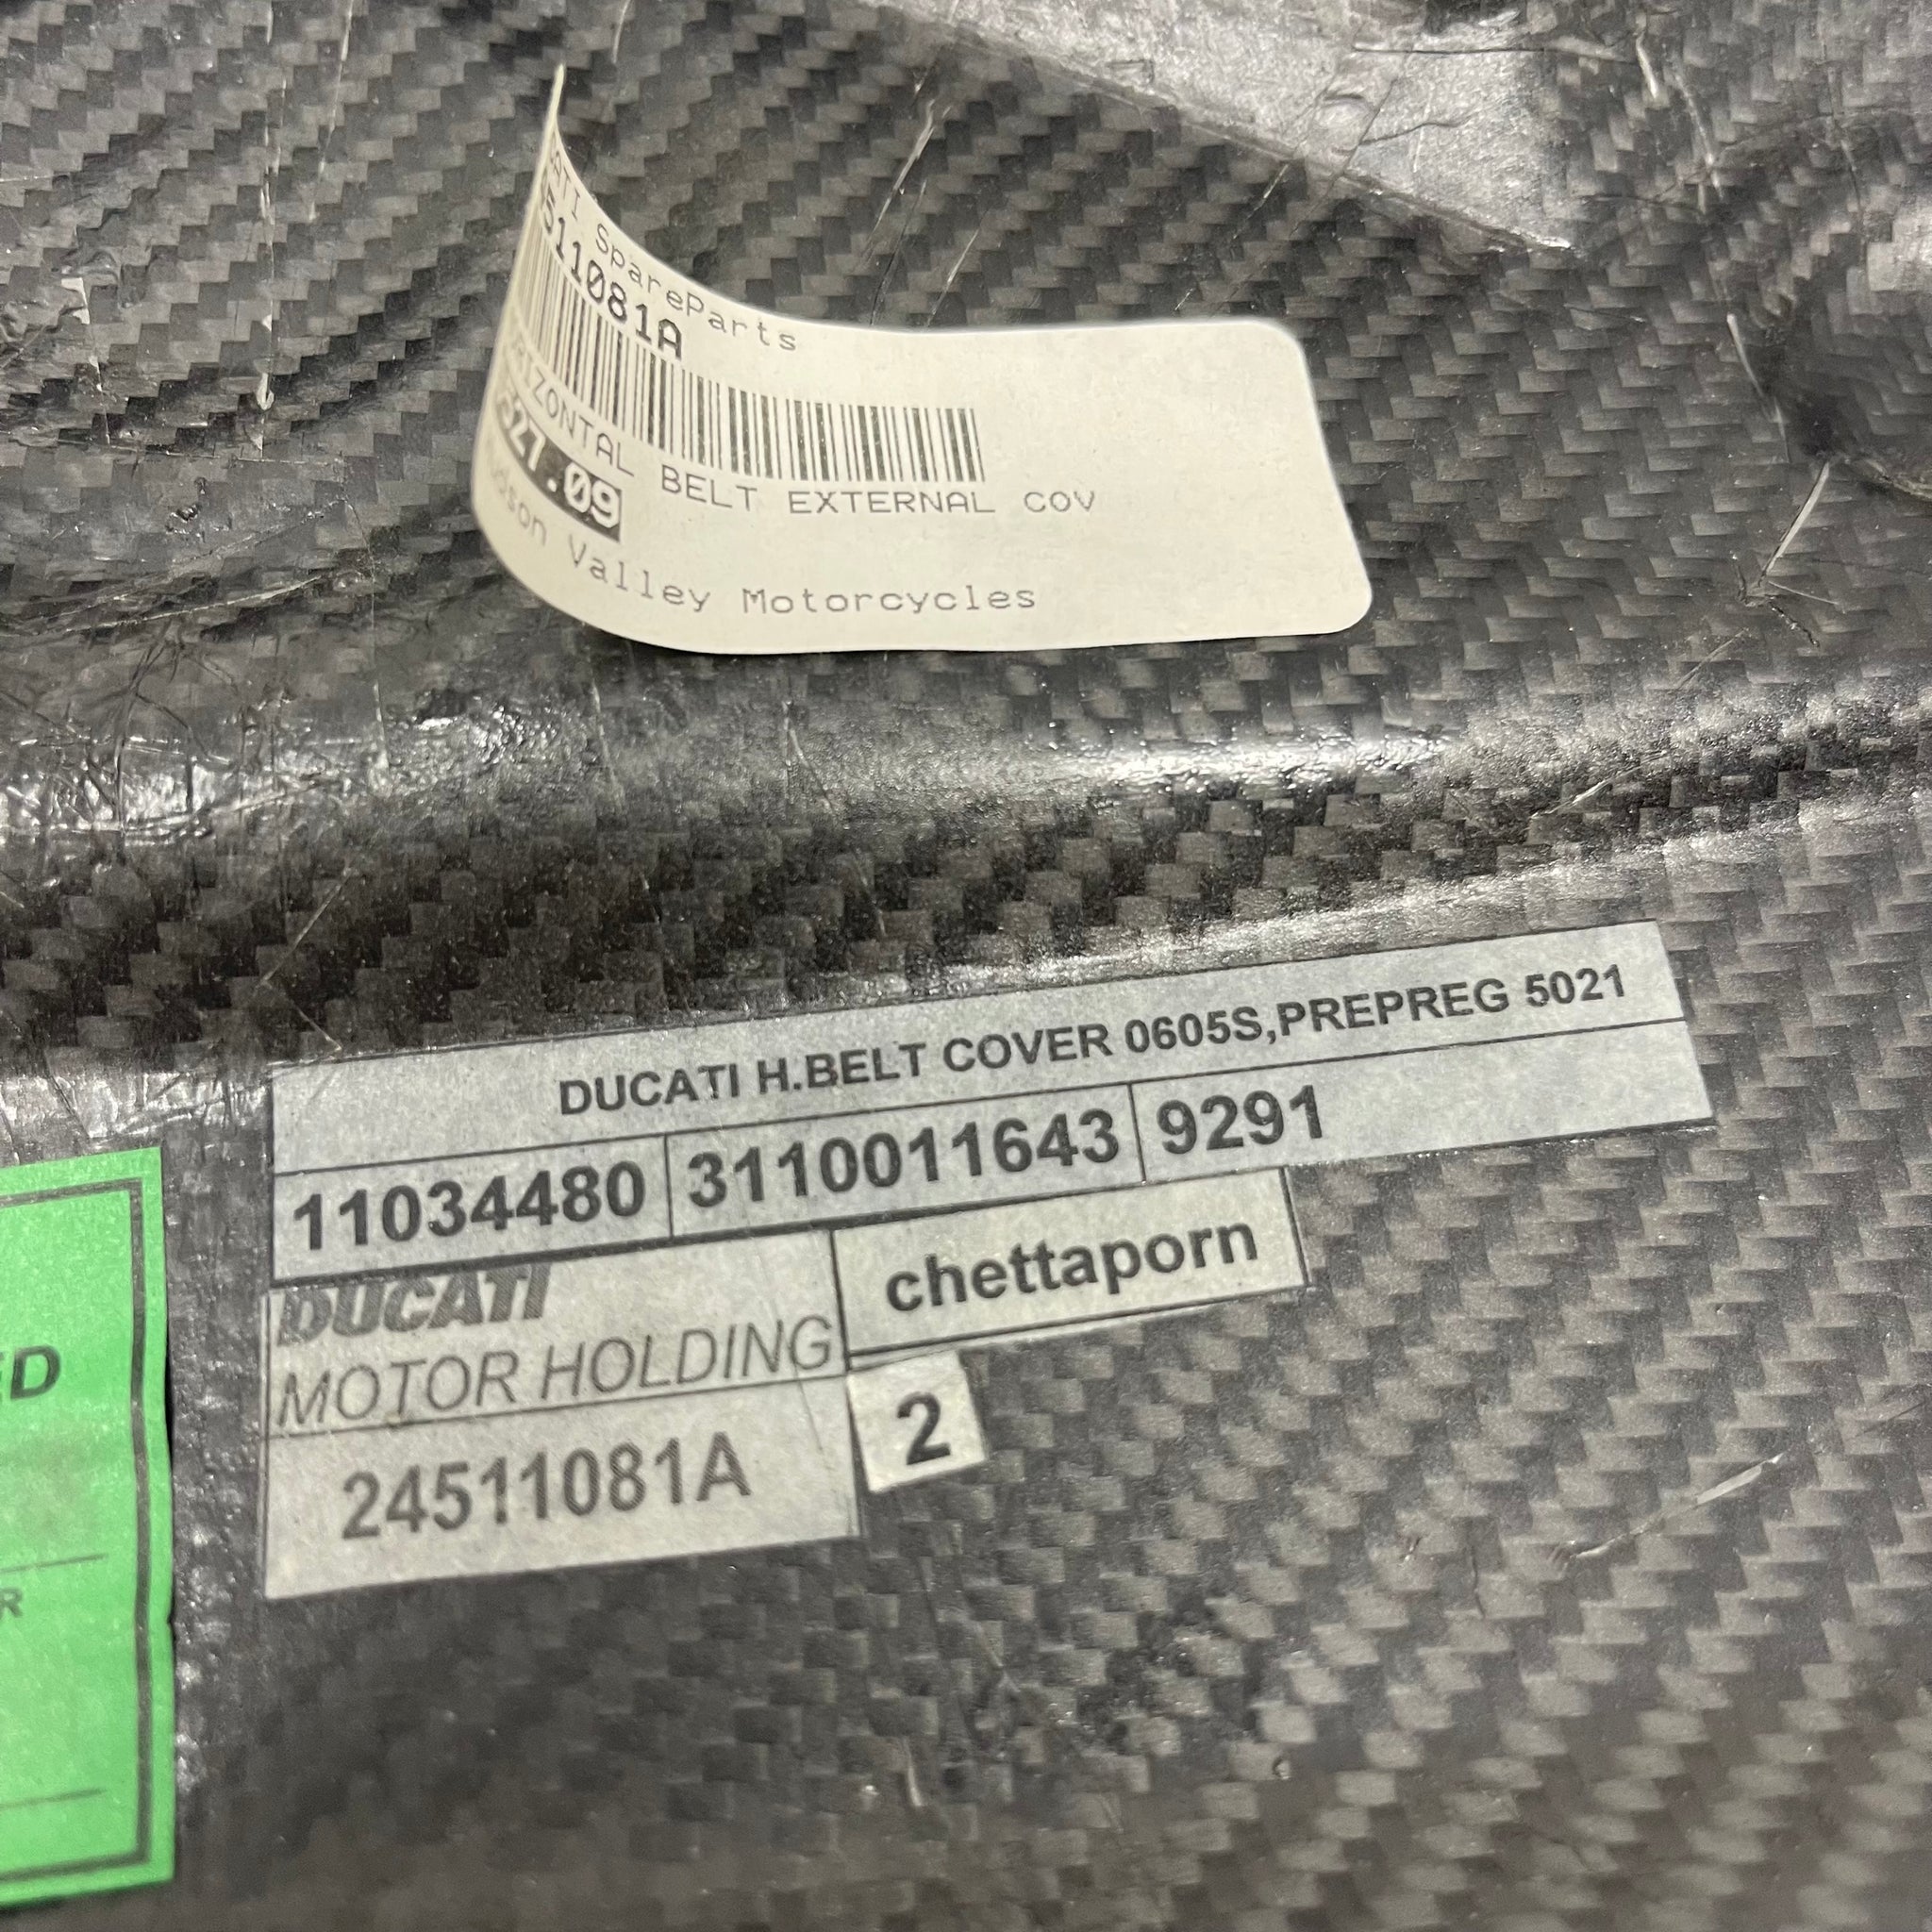 SpareParts
511081A
BELT EXTERNAL COV
27.09
Valley Motorcycles
DUCATI H.BELT COVER 0605S,PREPREG 5021
11034480 3110011643 9291
DUCATI chettaporn
MOTOR HOLDING
24511081A 2
ED
R